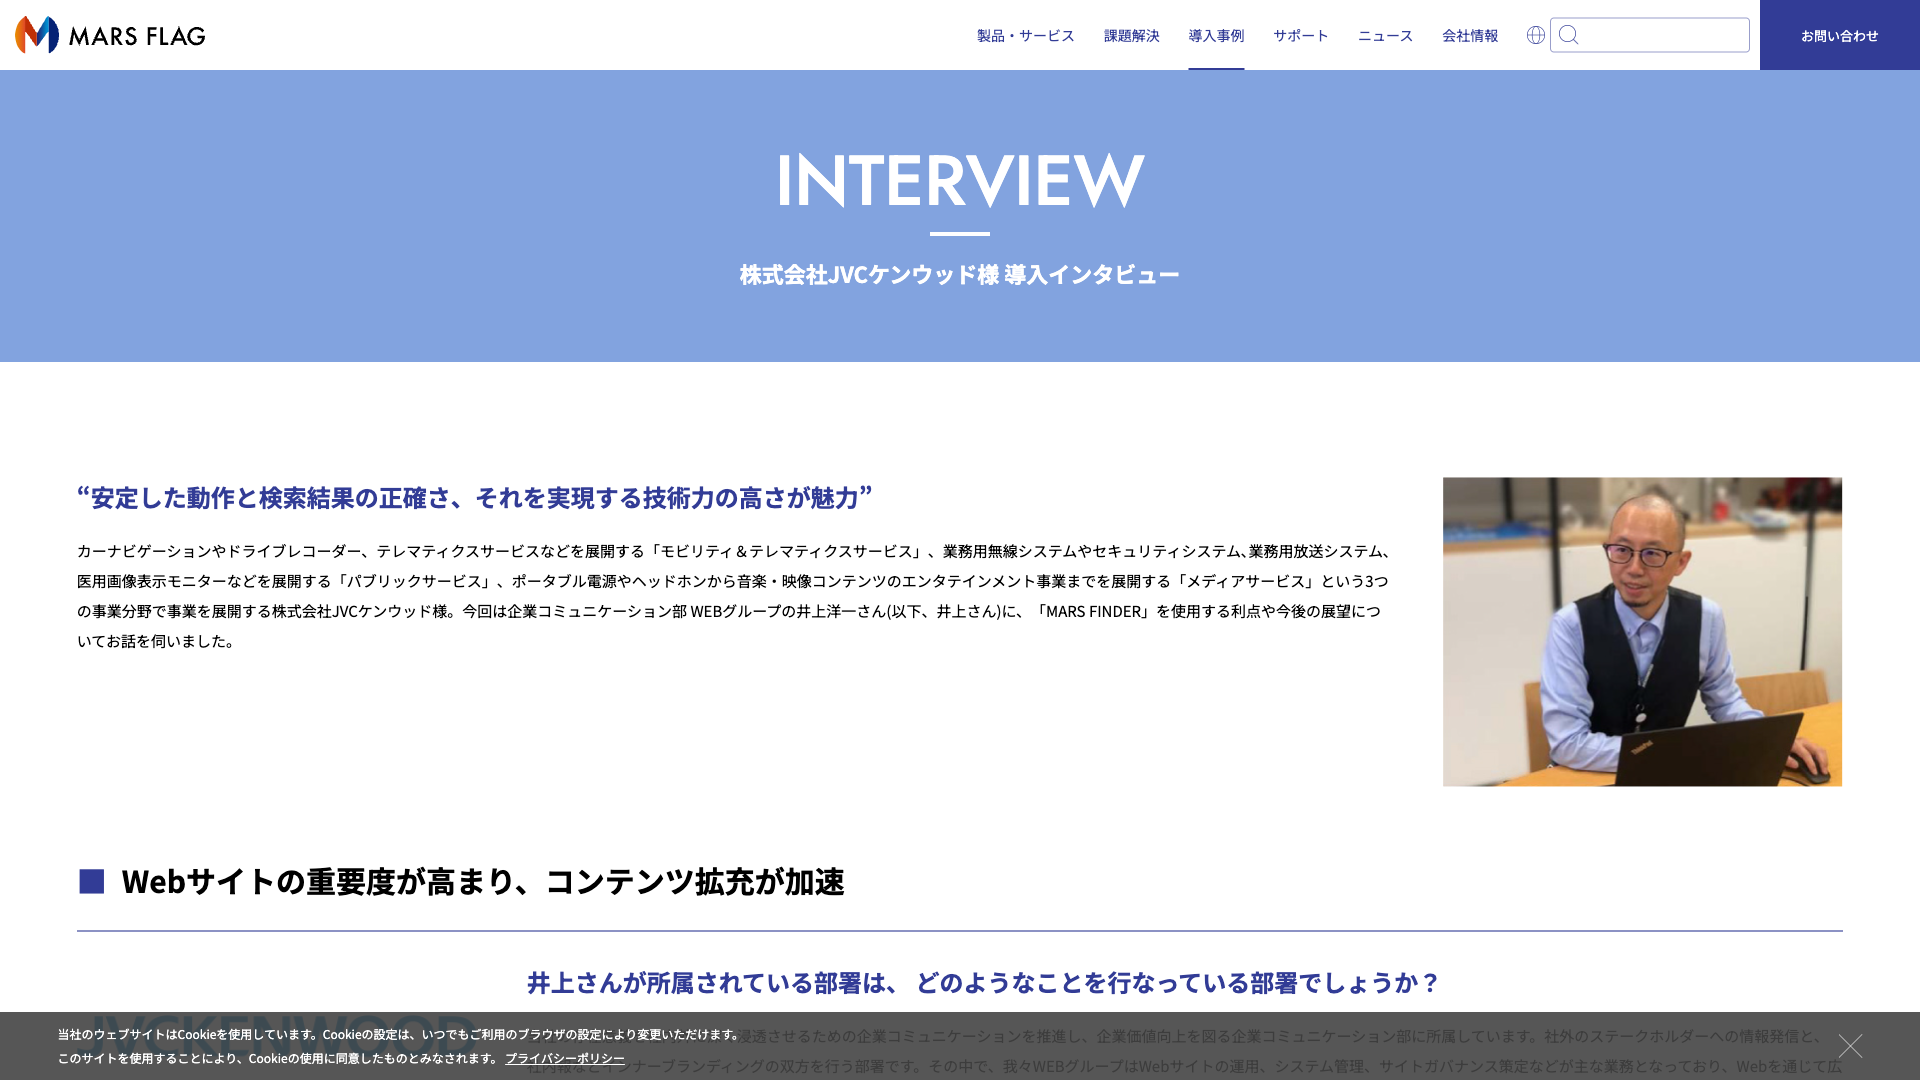 MARS FLAG
製品・サービス 課題解決 導入事例 サポート ニュース 会社情報 お問い合わせ
INTERVIEW
株式会社JVCケンウッド様 導入インタビュー
“安定した動作と検索結果の正確さ、それを実現する技術力の高さが魅力”
カーナビゲーションやドライブレコーダー、テレマティクスサービスなどを展開する「モビリティ＆テレマティクスサービス」、業務用無線システムやセキュリティシステム､業務用放送システム、
医用画像表示モニターなどを展開する「パブリックサービス」、ポータブル電源やヘッドホンから音楽・映像コンテンツのエンタテインメント事業までを展開する「メディアサービス」という3つ
の事業分野で事業を展開する株式会社JVCケンウッド様。今回は企業コミュニケーション部 WEBグループの井上洋一さん(以下、井上さん)に、「MARS FINDER」を使用する利点や今後の展望につ
いてお話を伺いました。
ThinkPad
■ Webサイトの重要度が高まり、コンテンツ拡充が加速
井上さんが所属されている部署は、 どのようなことを行なっている部署でしょうか？
JVCKENWOOD
浸透させるための企業コミュニケーションを推進し、企業価値向上を図る企業コミュニケーション部に所属しています。社外のステークホルダーへの情報発信と、
社内報などインナーブランディングの双方を行う部署です。その中で、我々WEBグループはWebサイトの運用、システム管理、サイトガバナンス策定などが主な業務となっており、Webを通じて広
当社のウェブサイトはCookieを使用しています。Cookieの設定は、いつでもご利用のブラウザの設定により変更いただけます。
このサイトを使用することにより、Cookieの使用に同意したものとみなされます。 プライバシーポリシー